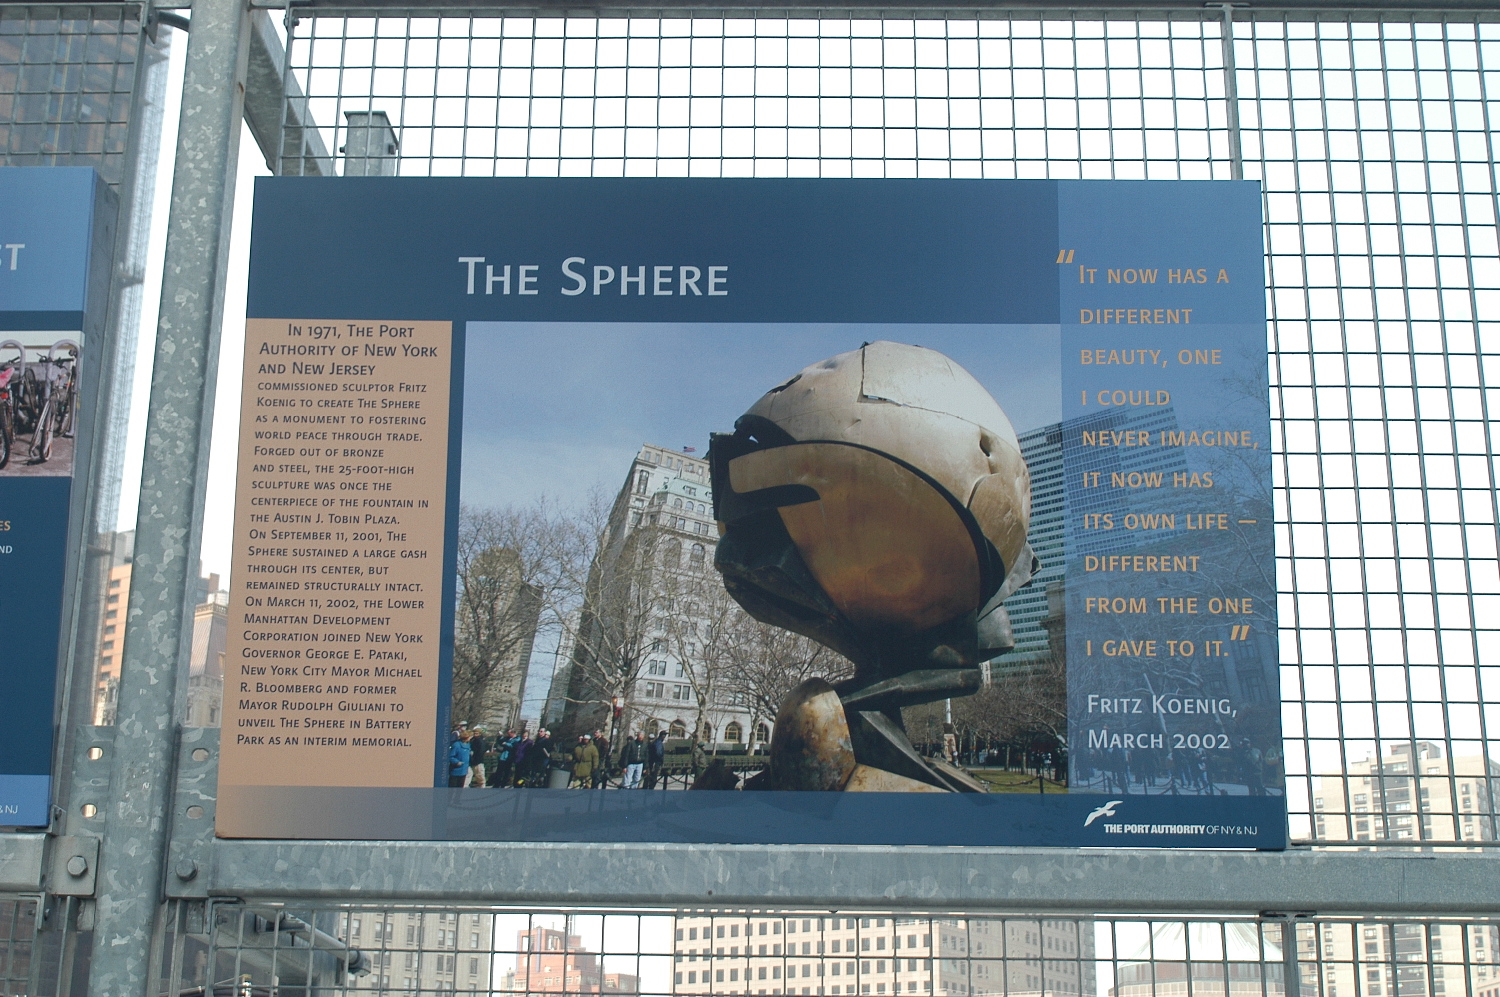 ST
ES
ND
& NJ
THE SPHERE
IN 1971, THE PORT
AUTHORITY OF NEW YORK
AND NEW JERSEY
COMMISSIONED SCULPTOR FRITZ
KOENIG TO CREATE THE SPHERE
AS A MONUMENT TO FOSTERING
WORLD PEACE THROUGH TRADE.
FORGED OUT OF BRONZE
AND STEEL, THE 25-FOOT-HIGH
SCULPTURE WAS ONCE THE
CENTERPIECE OF THE FOUNTAIN IN
THE AUSTIN J. TOBIN PLAZA.
ON SEPTEMBER 11, 2001, THE
SPHERE SUSTAINED A LARGE GASH
THROUGH ITS CENTER, BUT
REMAINED STRUCTURALLY INTACT.
ON MARCH 11, 2002, THE LOWER
MANHATTAN DEVELOPMENT
CORPORATION JOINED NEW YORK
GOVERNOR GEORGE E. PATAKI,
NEW YORK CITY MAYOR MICHAEL
R. BLOOMBERG AND FORMER
MAYOR RUDOLPH GIULIANI TO
UNVEIL THE SPHERE IN BATTERY
PARK AS AN INTERIM MEMORIAL.
"IT NOW HAS A
DIFFERENT
BEAUTY, ONE
I COULD
NEVER IMAGINE,
IT NOW HAS
ITS OWN LIFE —
DIFFERENT
FROM THE ONE
I GAVE TO IT."
FRITZ KOENIG,
MARCH 2002
THE PORT AUTHORITY OF NY & NJ